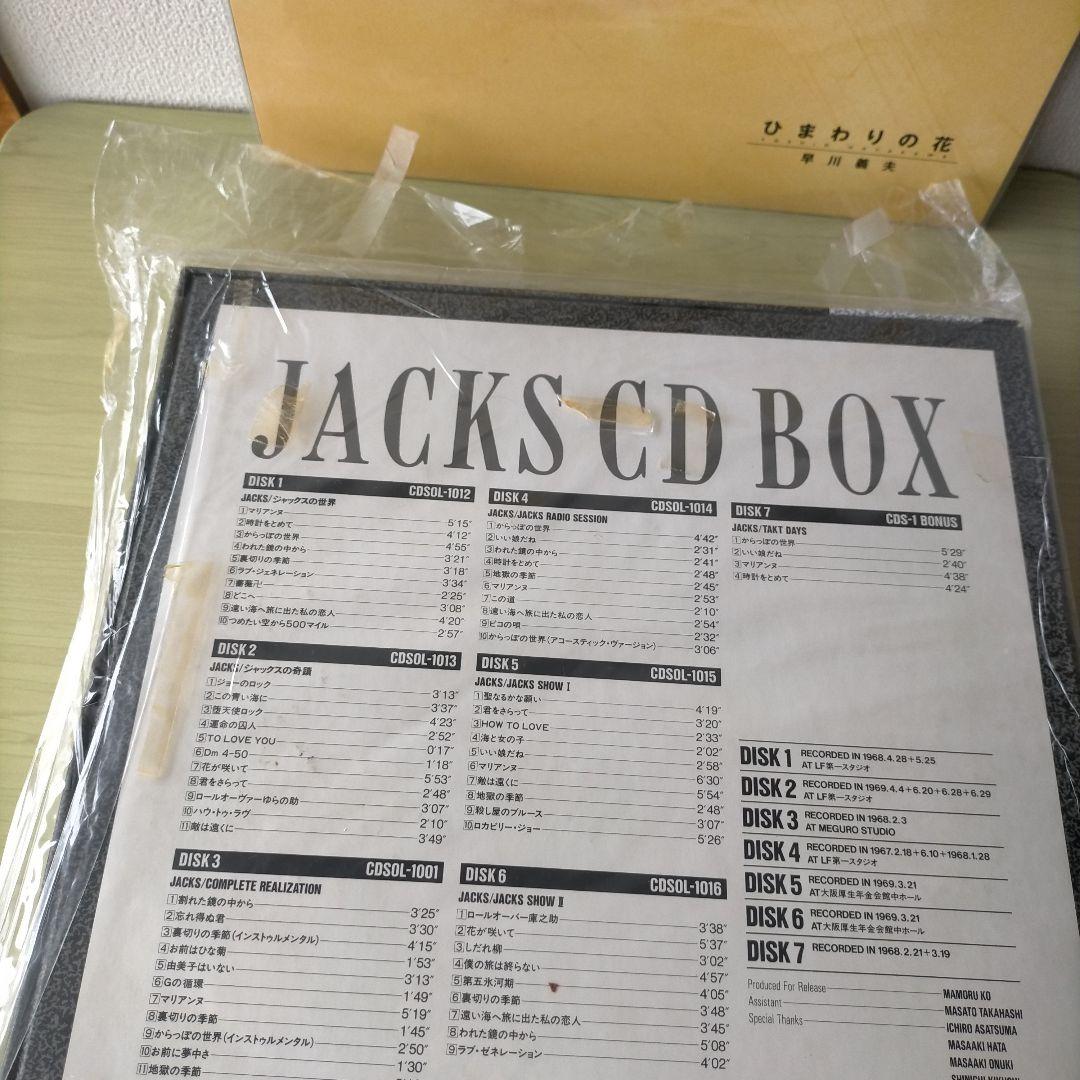 ひまわりの花
早川義夫
JACKS CD BOX
DISK 1 CDSOL-1012
JACKS/ジャックスの世界
1マリアンヌ 5′15″
2時計をとめて 4′12″
3からっぽの世界 4′55″
4われた鏡の中から 3′21″
5裏切りの季節 3′18″
6ラブ・ジェネレーション 3′34″
7薔薇卍 2′25″
8どこへ 3′08″
9遠い海へ旅に出た私の恋人 4′20″
10つめたい空から500マイル 2′57″
DISK 2 CDSOL-1013
JACKS/ジャックスの奇蹟
1ジョーのロック 3′13″
2この青い海に 3′37″
3堕天使ロック 4′23″
4運命の囚人 2′52″
5TO LOVE YOU 0′17″
6Dm 4-50 1′18″
7花が咲いて 5′53″
8君をさらって 2′48″
9ロールオーヴァーゆらの助 3′07″
10ハウ・トゥ・ラヴ 2′10″
11敵は遠くに 3′49″
DISK 3 CDSOL-1001
JACKS/COMPLETE REALIZATION
1割れた鏡の中から 3′25″
2忘れ得ぬ君 3′30″
3裏切りの季節(インストゥルメンタル) 4′15″
4お前はひな菊 1′53″
5由美子はいない 3′13″
6Gの循環 1′49″
7マリアンヌ 5′19″
8裏切りの季節 1′45″
9からっぽの世界(インストゥルメンタル) 2′50″
10お前に夢中さ 1′30″
11地獄の季節
DISK 4 CDSOL-1014
JACKS/JACKS RADIO SESSION
1からっぽの世界 4′42″
2いい娘だね 2′31″
3われた鏡の中から 2′41″
4時計をとめて 2′48″
5地獄の季節 2′45″
6マリアンヌ 2′53″
7この道 2′10″
8遠い海へ旅に出た私の恋人 2′54″
9ピコの唄 2′32″
10からっぽの世界(アコースティック・ヴァージョン) 3′06″
DISK 5 CDSOL-1015
JACKS/JACKS SHOW I
1聖なるかな願い 4′19″
2君をさらって 3′20″
3HOW TO LOVE 2′33″
4海と女の子 2′02″
5いい娘だね 2′58″
6マリアンヌ 6′30″
7敵は遠くに 5′54″
8地獄の季節 2′48″
9殺し屋のブルース 3′07″
10ロカビリー・ジョー 5′26″
DISK 6 CDSOL-1016
JACKS/JACKS SHOW II
1ロールオーバー庫之助 3′38″
2花が咲いて 5′37″
3しだれ柳 3′02″
4僕の旅は終らない 4′57″
5第五氷河期 4′05″
6裏切りの季節 3′48″
7遠い海へ旅に出た私の恋人 3′45″
8われた鏡の中から 5′08″
9ラブ・ゼネレーション 4′02″
DISK 7 CDS-1 BONUS
JACKS/TAKT DAYS
1からっぽの世界 5′29″
2いい娘だね 2′40″
3マリアンヌ 4′38″
4時計をとめて 4′24″
DISK 1 RECORDED IN 1968.4.28+5.25
AT LF第一スタジオ
DISK 2 RECORDED IN 1969.4.4+6.20+6.28+6.29
AT LF第一スタジオ
DISK 3 RECORDED IN 1968.2.3
AT MEGURO STUDIO
DISK 4 RECORDED IN 1967.2.18+6.10+1968.1.28
AT LF第一スタジオ
DISK 5 RECORDED IN 1969.3.21
AT大阪厚生年金会館中ホール
DISK 6 RECORDED IN 1969.3.21
AT大阪厚生年金会館中ホール
DISK 7 RECORDED IN 1968.2.21+3.19
Produced For Release MAMORU KO
Assistant MASATO TAKAHASHI
Special Thanks ICHIRO ASATSUMA
MASAAKI HATA
MASAAKI ONUKI